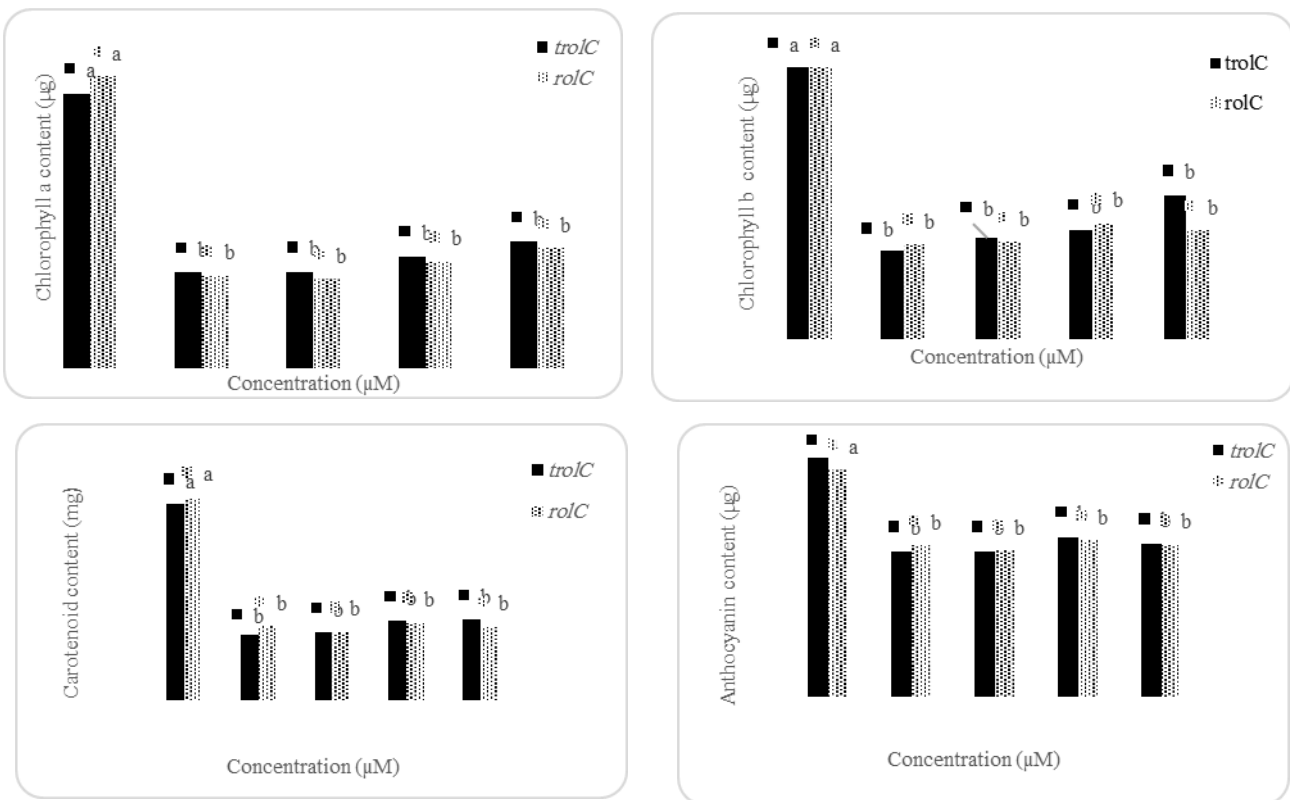 Chlorophyll a content (µg)
a
a
trolC
rolC
b
b
b
b
b
b
b
b
Concentration (µM)
Chlorophyll b content (µg)
a
a
trolC
rolC
b
b
b
b
b
b
b
b
Concentration (µM)
Carotenoid content (mg)
a
a
trolC
rolC
b
b
b
b
b
b
b
b
Concentration (µM)
Anthocyanin content (µg)
a
trolC
rolC
b
b
b
b
b
b
b
b
Concentration (µM)